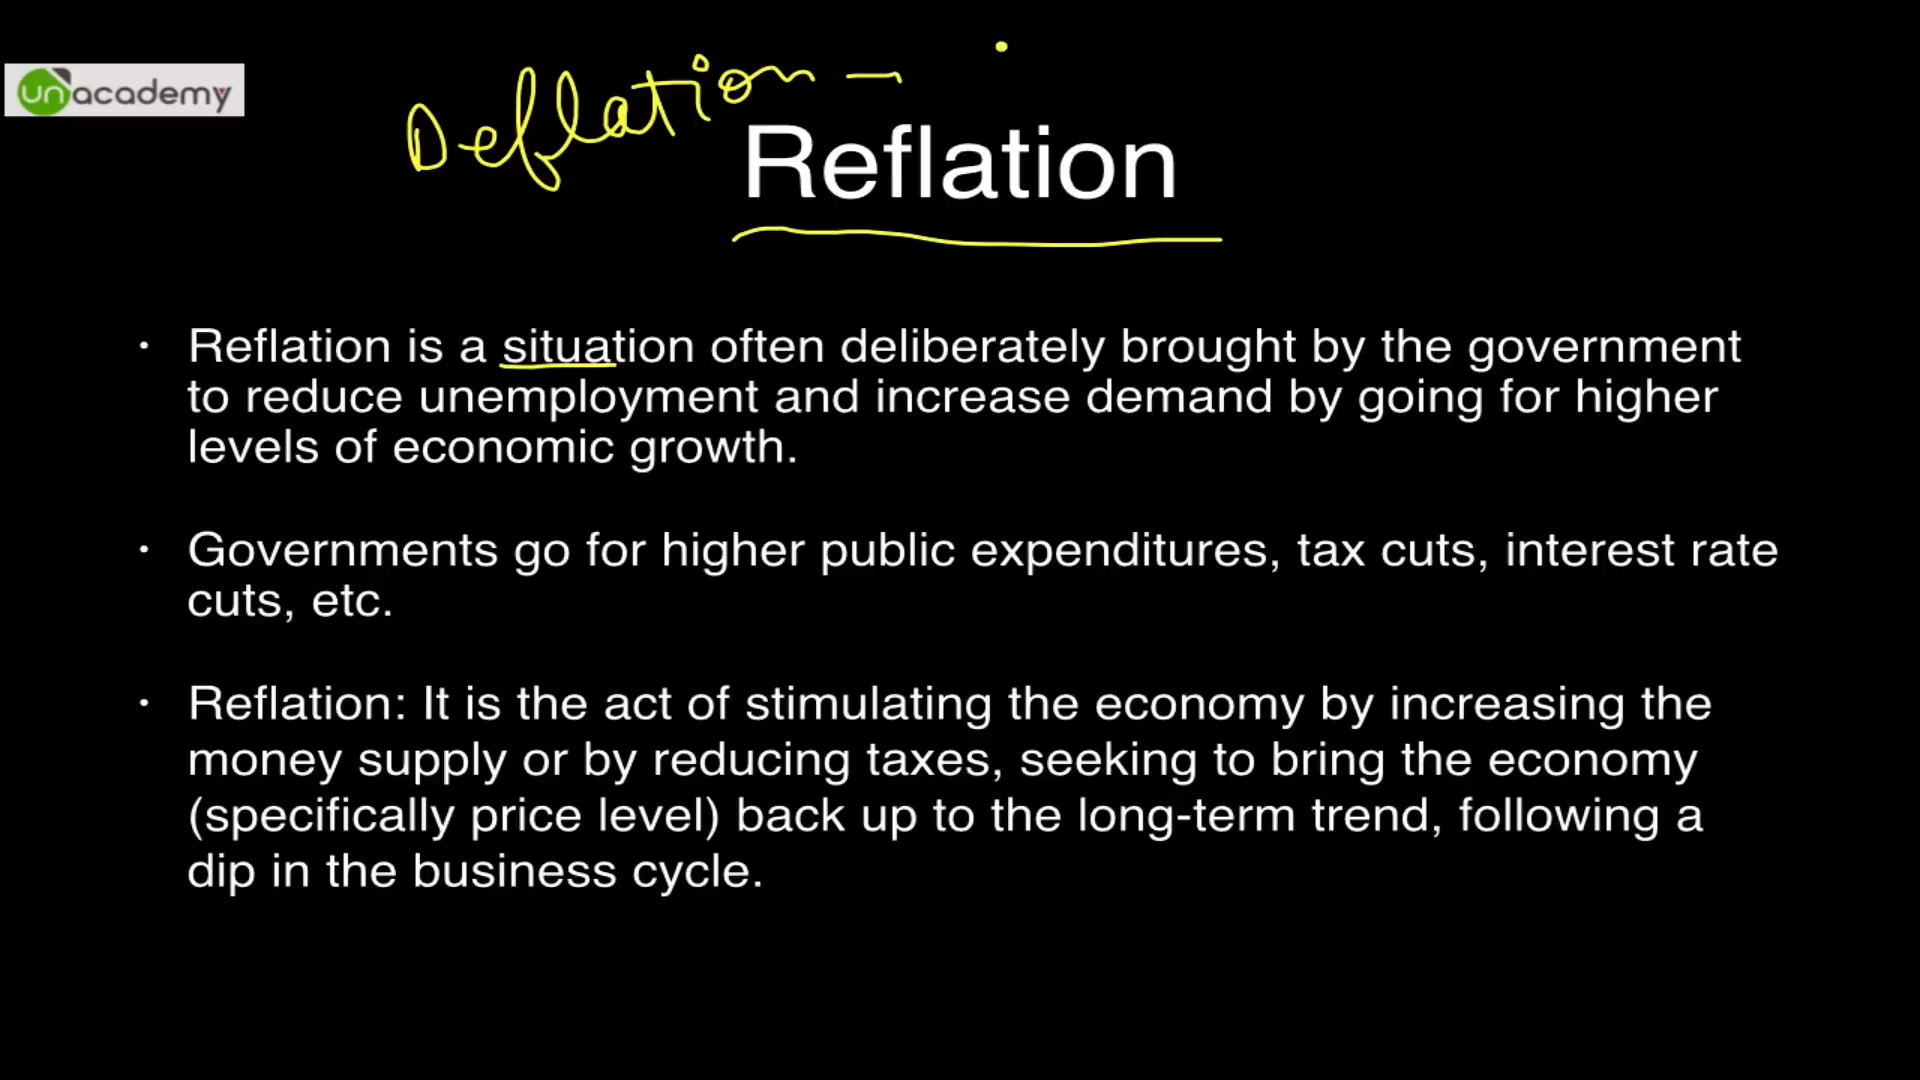 unacademy
Deflation -
Reflation
• Reflation is a situation often deliberately brought by the government
to reduce unemployment and increase demand by going for higher
levels of economic growth.
• Governments go for higher public expenditures, tax cuts, interest rate
cuts, etc.
• Reflation: It is the act of stimulating the economy by increasing the
money supply or by reducing taxes, seeking to bring the economy
(specifically price level) back up to the long-term trend, following a
dip in the business cycle.